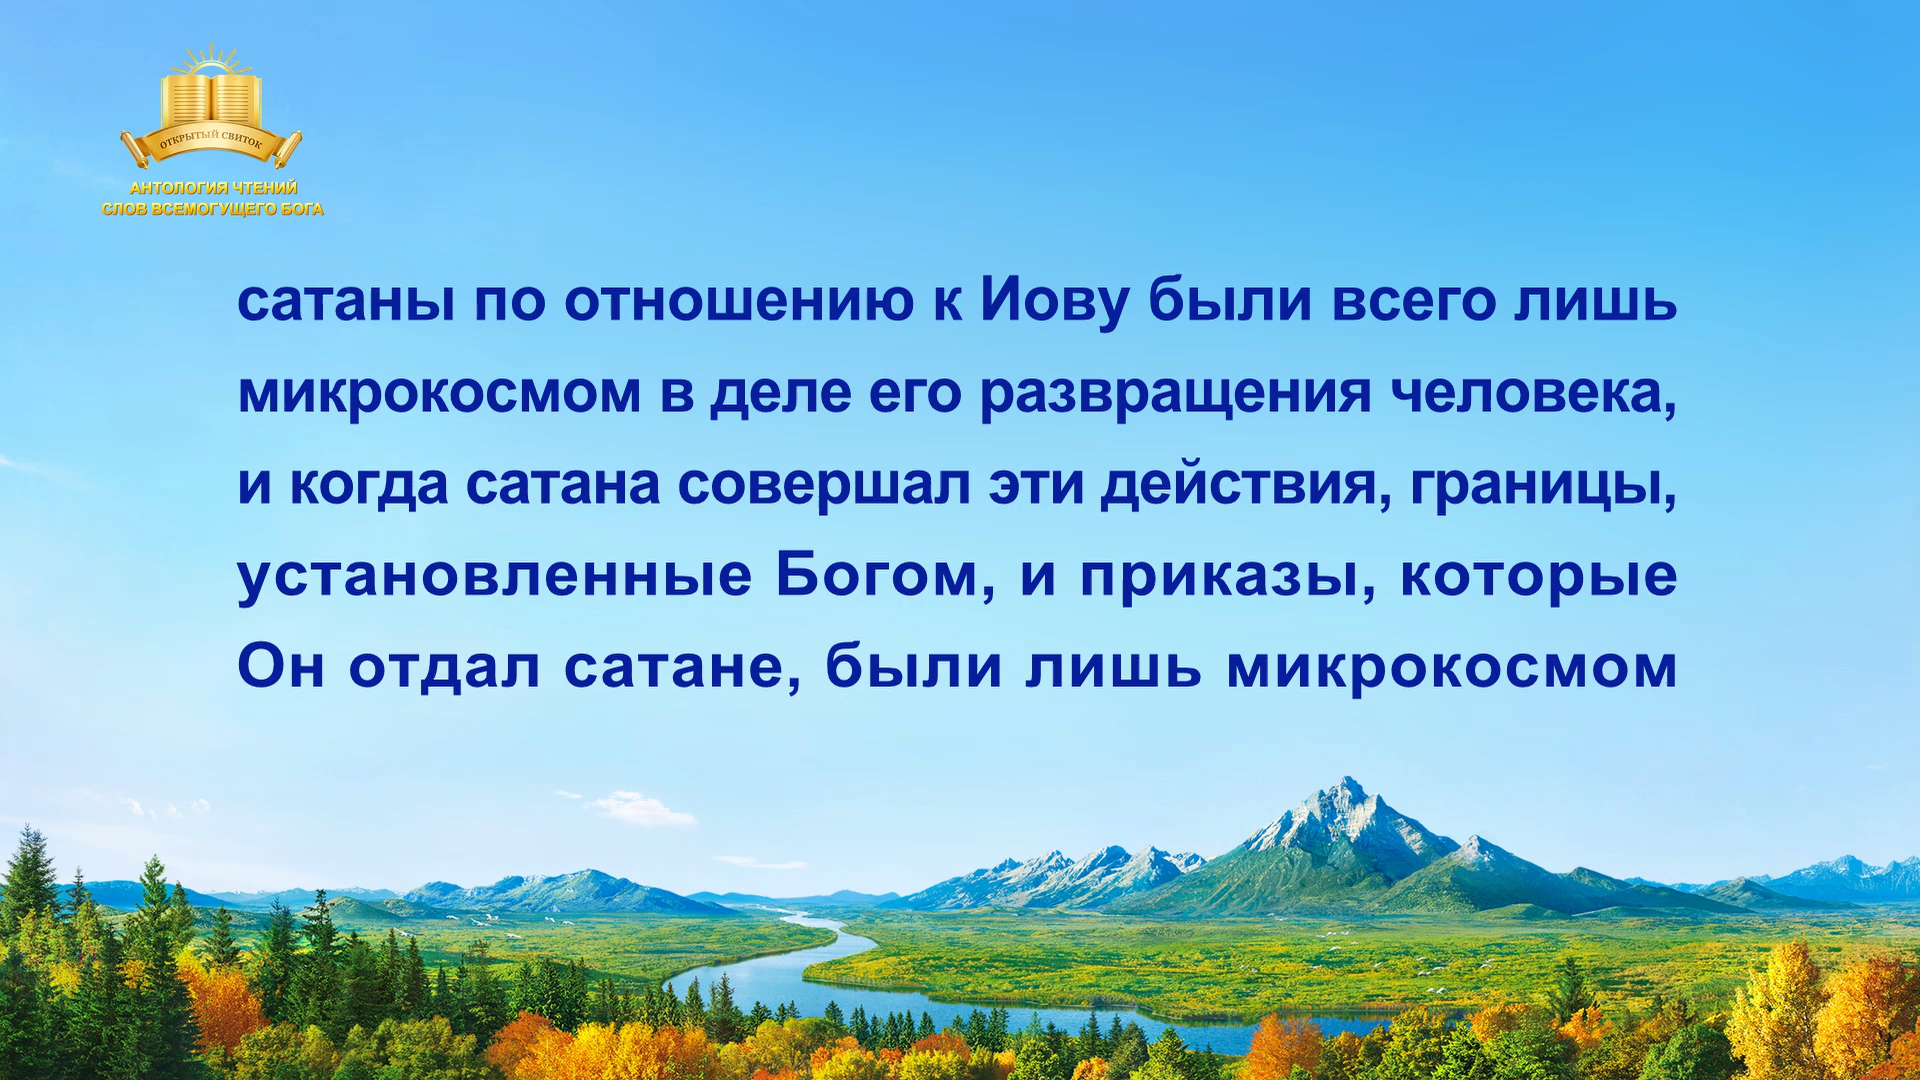 ОТКРЫТЫЙ СВИТОК
АНТОЛОГИЯ ЧТЕНИЙ
СЛОВ ВСЕМОГУЩЕГО БОГА
сатаны по отношению к Иову были всего лишь
микрокосмом в деле его развращения человека,
и когда сатана совершал эти действия, границы,
установленные Богом, и приказы, которые
Он отдал сатане, были лишь микрокосмом